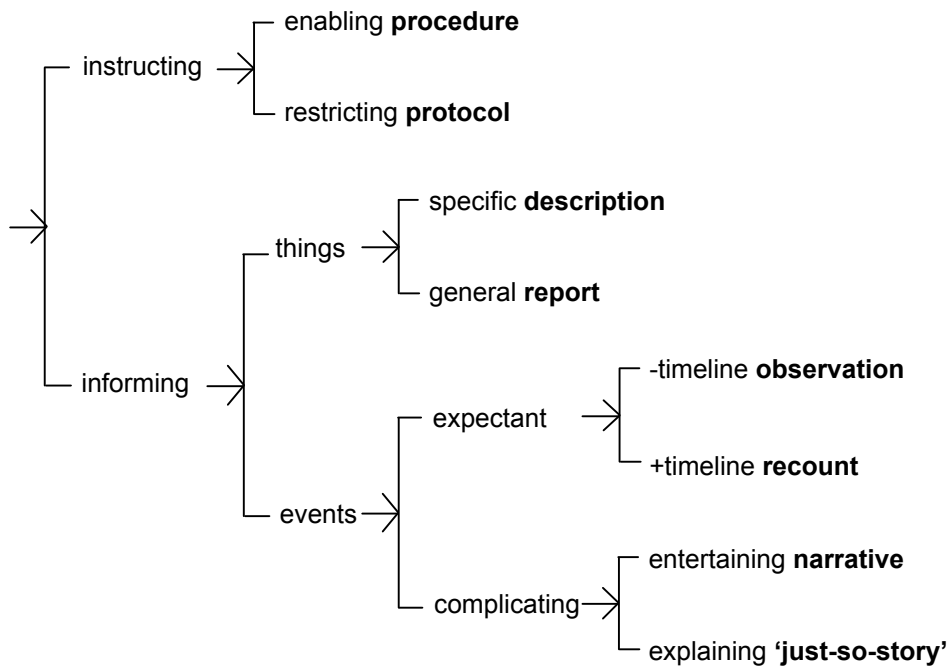 enabling procedure
instructing
restricting protocol
specific description
things
general report
-timeline observation
informing
expectant
+timeline recount
events
entertaining narrative
complicating
explaining ‘just-so-story’